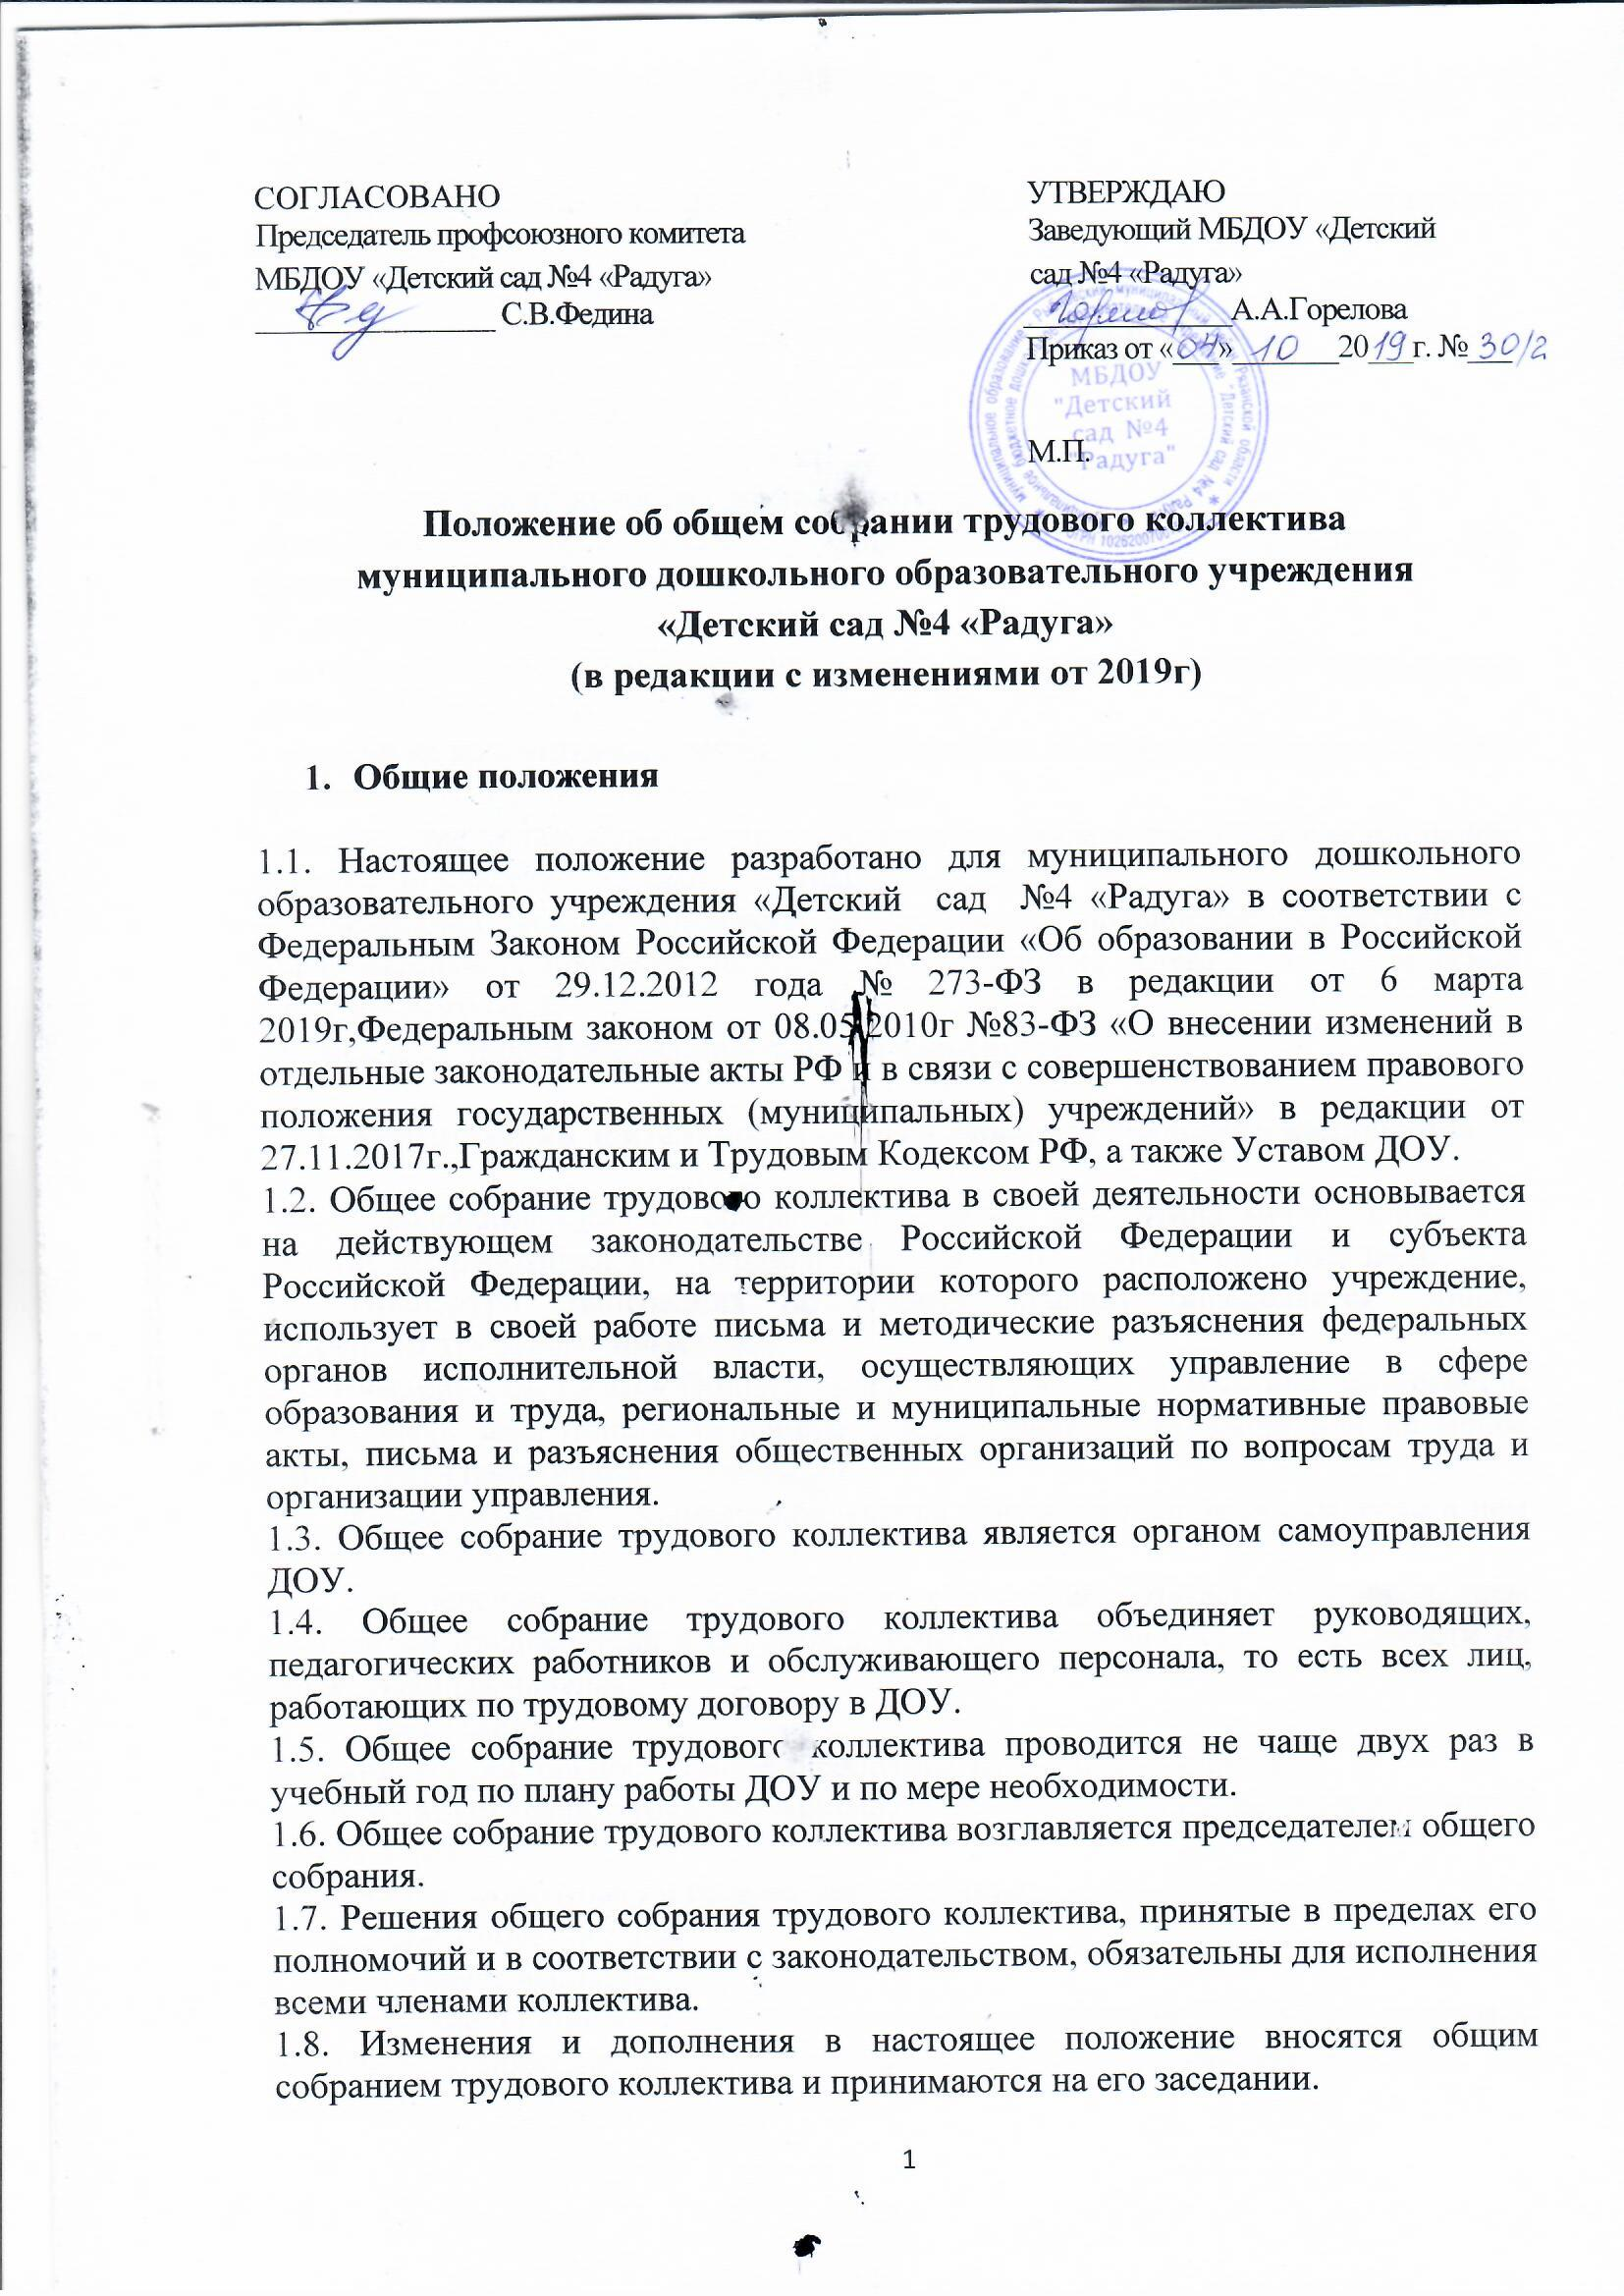 СОГЛАСОВАНО
Председатель профсоюзного комитета
МБДОУ «Детский сад №4 «Радуга»
С.В.Федина
УТВЕРЖДАЮ
Заведующий МБДОУ «Детский
сад №4 «Радуга»
А.А.Горелова
Приказ от «04» 10 2019 г. № 30/2
МБДОУ
"Детский
сад №4
"Радуга"
М.П.
Положение об общем собрании трудового коллектива
муниципального дошкольного образовательного учреждения
«Детский сад №4 «Радуга»
(в редакции с изменениями от 2019г)
1. Общие положения
1.1. Настоящее положение разработано для муниципального дошкольного
образовательного учреждения «Детский сад №4 «Радуга» в соответствии с
Федеральным Законом Российской Федерации «Об образовании в Российской
Федерации» от 29.12.2012 года № 273-ФЗ в редакции от 6 марта
2019г,Федеральным законом от 08.05.2010г №83-ФЗ «О внесении изменений в
отдельные законодательные акты РФ и в связи с совершенствованием правового
положения государственных (муниципальных) учреждений» в редакции от
27.11.2017г.,Гражданским и Трудовым Кодексом РФ, а также Уставом ДОУ.
1.2. Общее собрание трудового коллектива в своей деятельности основывается
на действующем законодательстве Российской Федерации и субъекта
Российской Федерации, на территории которого расположено учреждение,
использует в своей работе письма и методические разъяснения федеральных
органов исполнительной власти, осуществляющих управление в сфере
образования и труда, региональные и муниципальные нормативные правовые
акты, письма и разъяснения общественных организаций по вопросам труда и
организации управления.
1.3. Общее собрание трудового коллектива является органом самоуправления
ДОУ.
1.4. Общее собрание трудового коллектива объединяет руководящих,
педагогических работников и обслуживающего персонала, то есть всех лиц,
работающих по трудовому договору в ДОУ.
1.5. Общее собрание трудового коллектива проводится не чаще двух раз в
учебный год по плану работы ДОУ и по мере необходимости.
1.6. Общее собрание трудового коллектива возглавляется председателем общего
собрания.
1.7. Решения общего собрания трудового коллектива, принятые в пределах его
полномочий и в соответствии с законодательством, обязательны для исполнения
всеми членами коллектива.
1.8. Изменения и дополнения в настоящее положение вносятся общим
собранием трудового коллектива и принимаются на его заседании.
1